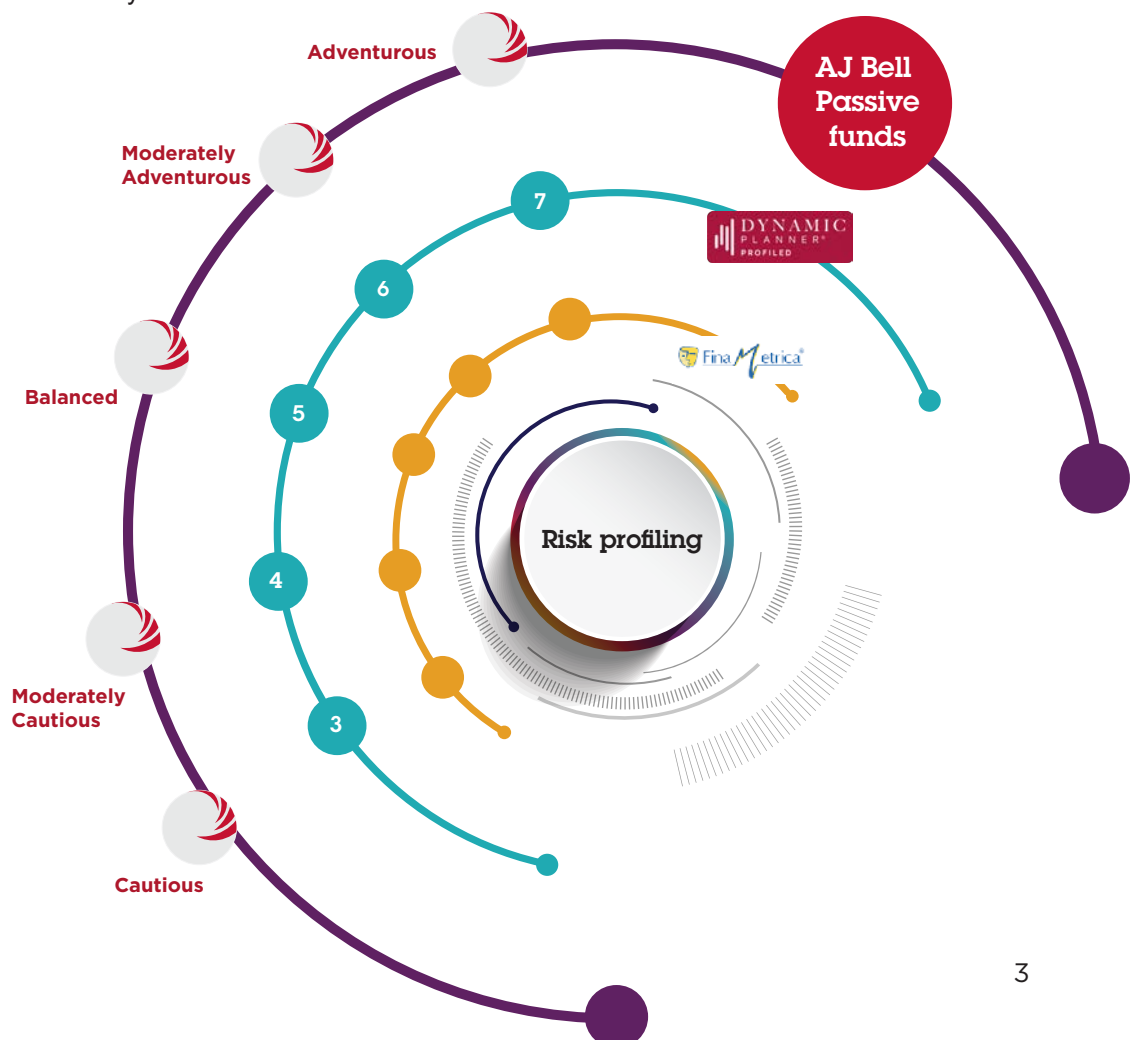 Adventurous
AJ Bell
Passive
funds
Moderately
Adventurous
7
DYNAMIC
PLANNER®
PROFILED
6
FinaMetrica®
Balanced
5
Risk profiling
4
Moderately
Cautious
3
Cautious
3